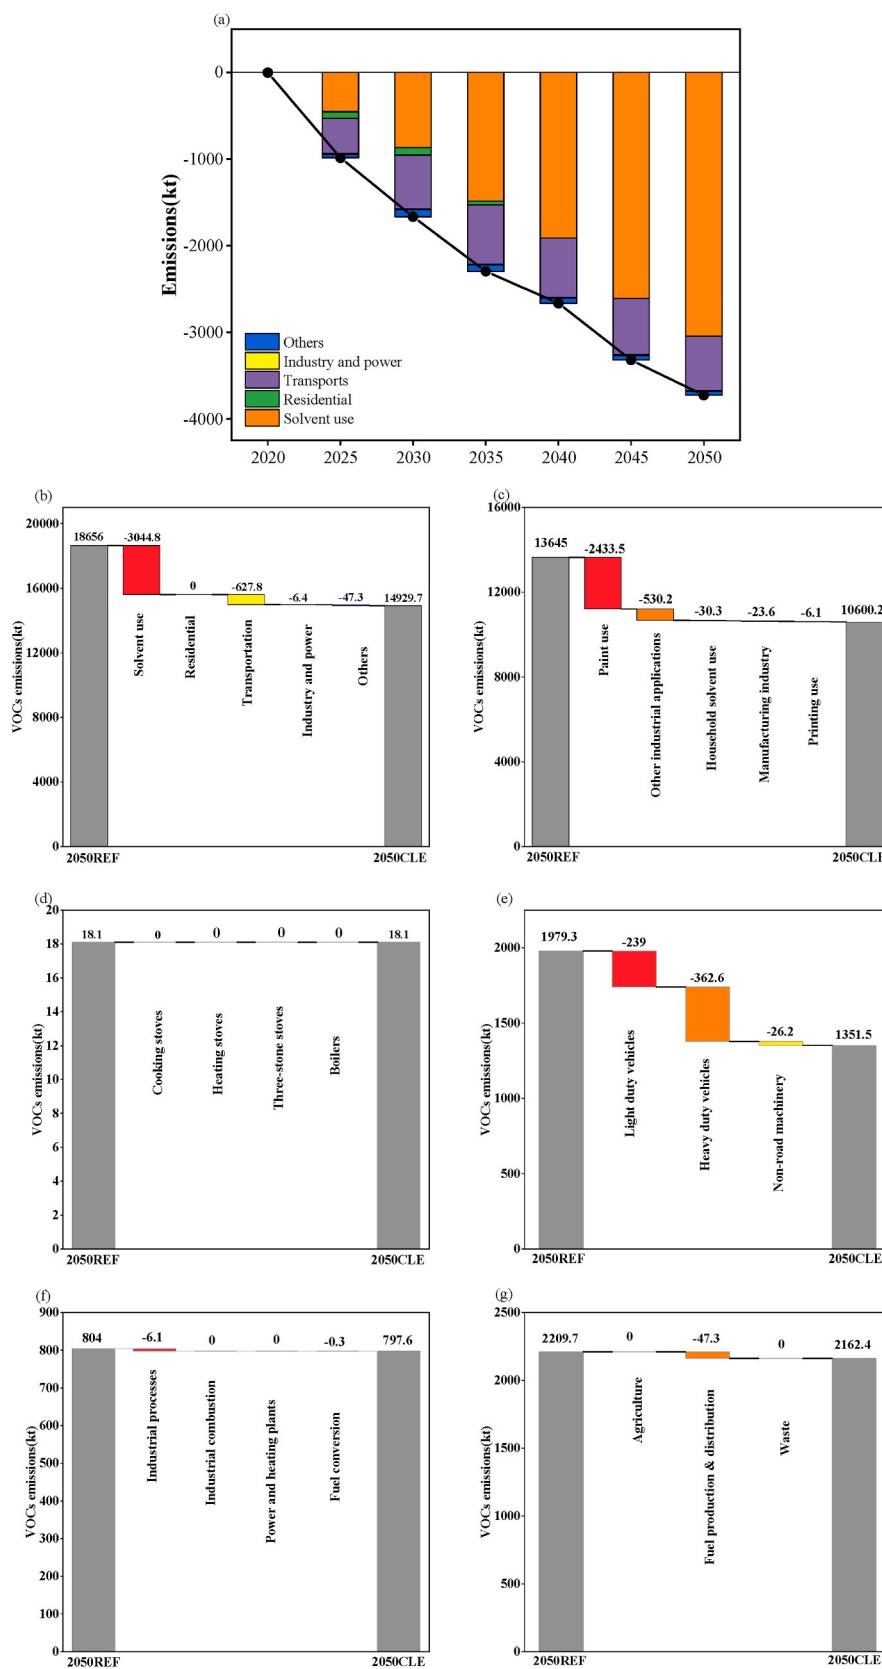 (a)
Emissions(kt)
0
-1000
-2000
-3000
-4000
Others
Industry and power
Transports
Residential
Solvent use
2020 2025 2030 2035 2040 2045 2050
(b)
VOCs emissions(kt)
20000
16000
12000
8000
4000
0
18656 -3044.8 0 -627.8 -6.4 -47.3 14929.7
Solvent use
Residential
Transportation
Industry and power
Others
2050REF 2050CLE
(c)
VOCs emissions(kt)
16000
12000
8000
4000
0
13645 -2433.5 -530.2 -30.3 -23.6 -6.1 10600.2
Paint use
Other industrial applications
Household solvent use
Manufacturing industry
Printing use
2050REF 2050CLE
(d)
VOCs emissions(kt)
20
18
16
14
12
10
8
6
4
2
0
18.1 0 0 0 0 18.1
Cooking stoves
Heating stoves
Three-stone stoves
Boilers
2050REF 2050CLE
(e)
VOCs emissions(kt)
2000
1500
1000
500
0
1979.3 -239 -362.6 -26.2 1351.5
Light duty vehicles
Heavy duty vehicles
Non-road machinery
2050REF 2050CLE
(f)
VOCs emissions(kt)
900
800
700
600
500
400
300
200
100
0
804 -6.1 0 0 -0.3 797.6
Industrial processes
Industrial combustion
Power and heating plants
Fuel conversion
2050REF 2050CLE
(g)
VOCs emissions(kt)
2500
2000
1500
1000
500
0
2209.7 0 -47.3 0 2162.4
Agriculture
Fuel production & distribution
Waste
2050REF 2050CLE